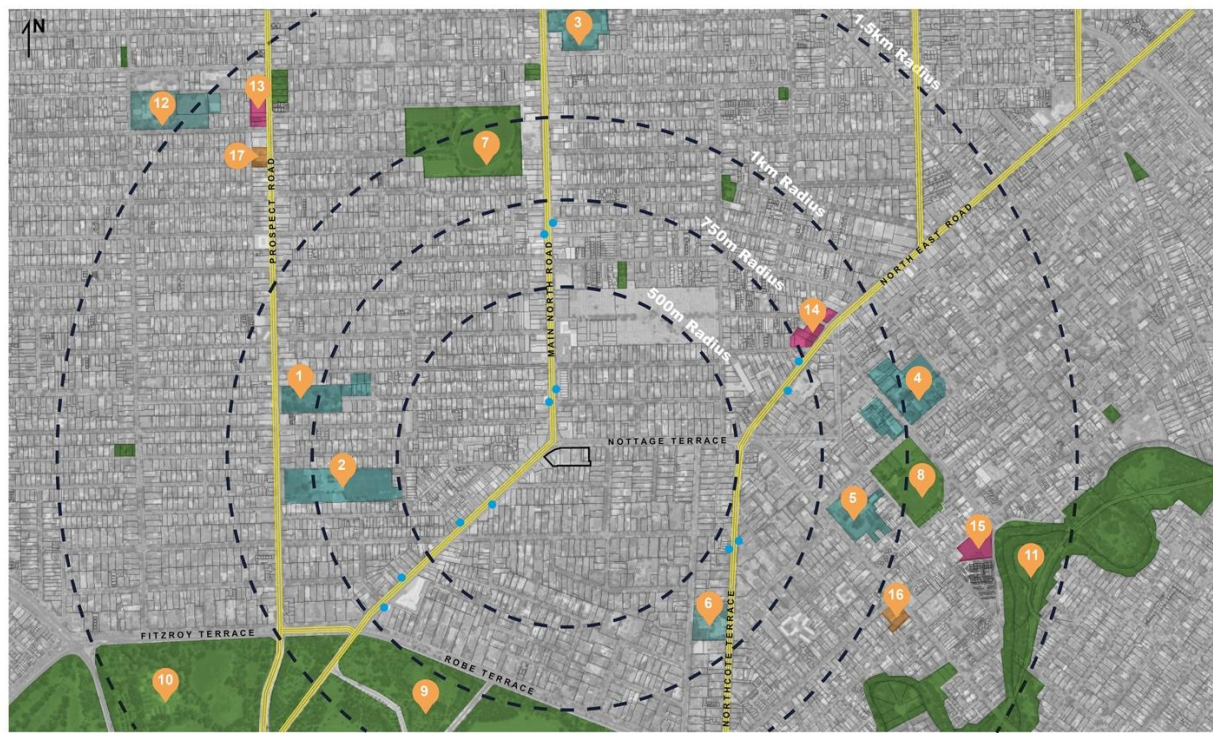 N
3
1.5km Radius
12
13
7
17
1km Radius
PROSPECT ROAD
MAIN NORTH ROAD
750m Radius
NORTH EAST ROAD
500m Radius
14
1
4
NOTTAGE TERRACE
2
8
5
15
11
16
6
FITZROY TERRACE
ROBE TERRACE
NORTHCOTE TERRACE
10
9